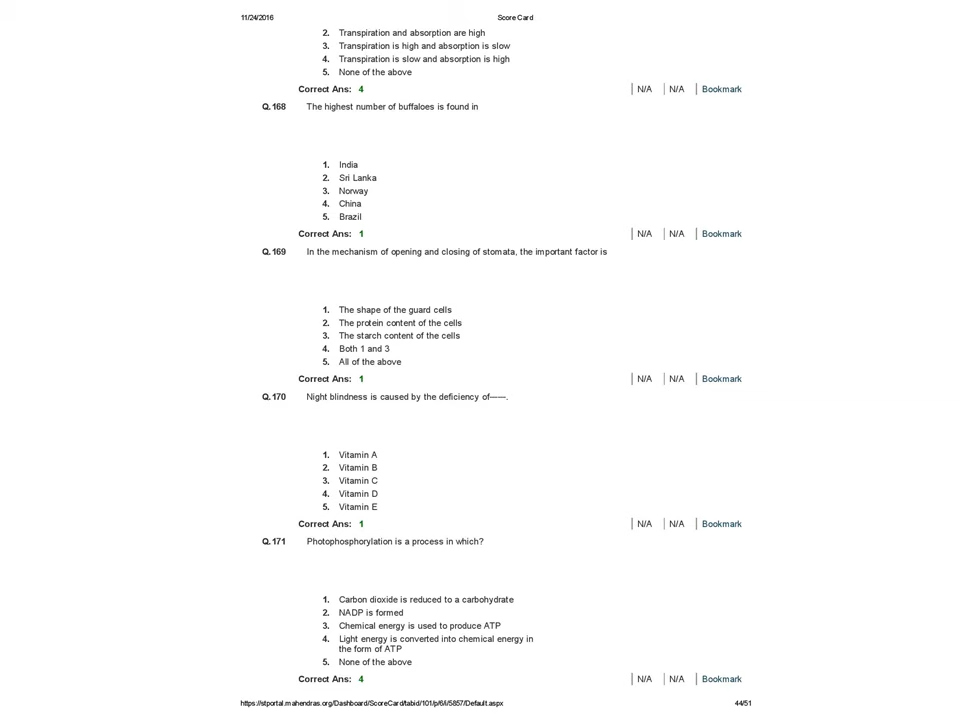 11/24/2016 Score Card
2. Transpiration and absorption are high
3. Transpiration is high and absorption is slow
4. Transpiration is slow and absorption is high
5. None of the above
Correct Ans: 4 N/A N/A Bookmark
Q.168 The highest number of buffaloes is found in
1. India
2. Sri Lanka
3. Norway
4. China
5. Brazil
Correct Ans: 1 N/A N/A Bookmark
Q.169 In the mechanism of opening and closing of stomata, the important factor is
1. The shape of the guard cells
2. The protein content of the cells
3. The starch content of the cells
4. Both 1 and 3
5. All of the above
Correct Ans: 1 N/A N/A Bookmark
Q.170 Night blindness is caused by the deficiency of——.
1. Vitamin A
2. Vitamin B
3. Vitamin C
4. Vitamin D
5. Vitamin E
Correct Ans: 1 N/A N/A Bookmark
Q.171 Photophosphorylation is a process in which?
1. Carbon dioxide is reduced to a carbohydrate
2. NADP is formed
3. Chemical energy is used to produce ATP
4. Light energy is converted into chemical energy in
the form of ATP
5. None of the above
Correct Ans: 4 N/A N/A Bookmark
https://stportal.mahendras.org/Dashboard/ScoreCard/tabid/101/p/6/i/5857/Default.aspx 44/51